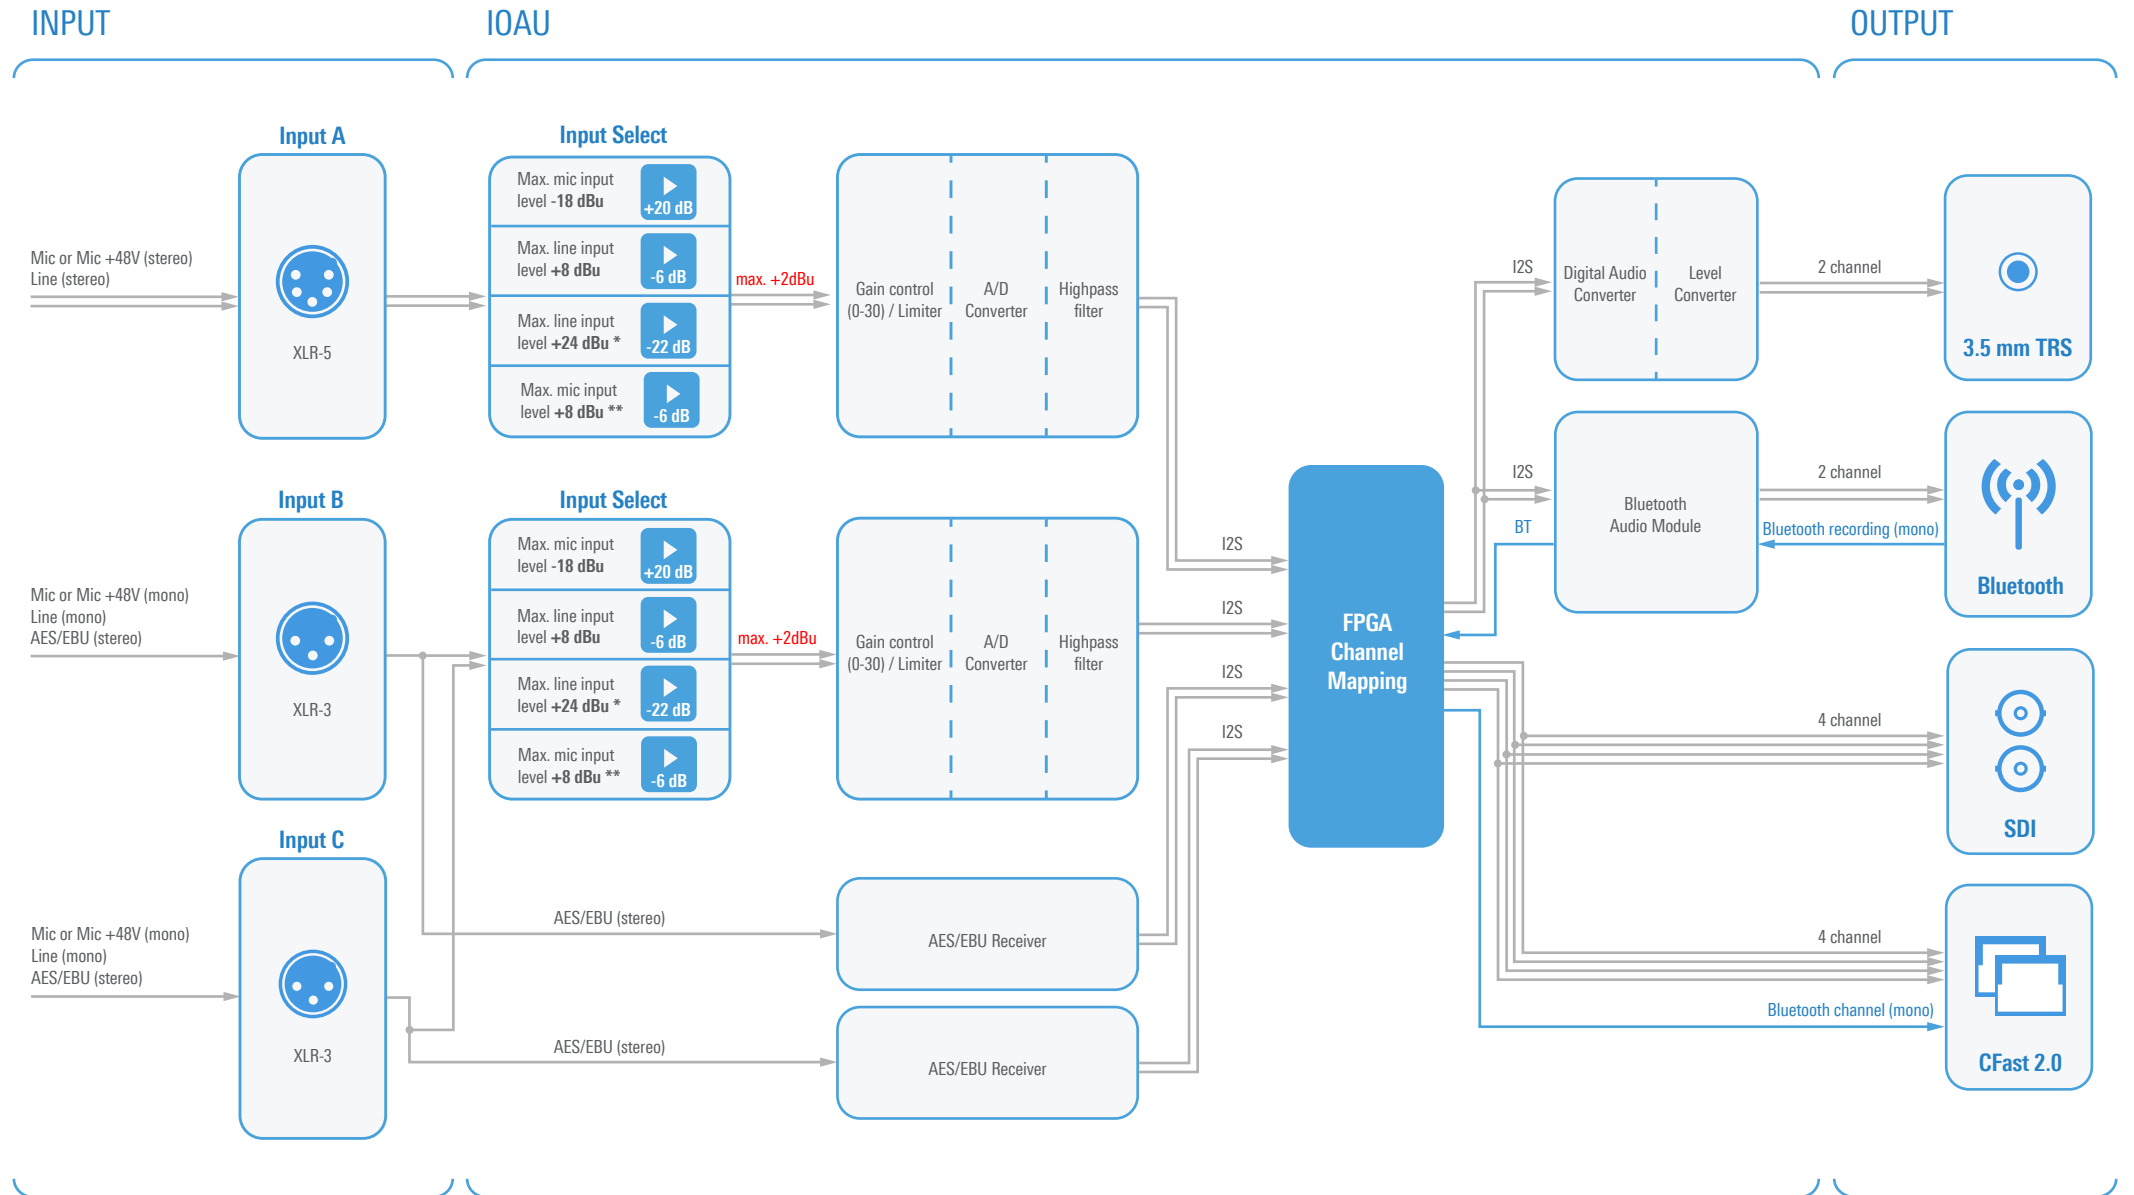 INPUT
IOAU
OUTPUT
Input A
Mic or Mic +48V (stereo)
Line (stereo)
XLR-5
Input Select
Max. mic input
level -18 dBu
+20 dB
Max. line input
level +8 dBu
-6 dB
Max. line input
level +24 dBu *
-22 dB
Max. mic input
level +8 dBu **
-6 dB
max. +2dBu
Gain control
(0-30) / Limiter
A/D
Converter
Highpass
filter
Input B
Mic or Mic +48V (mono)
Line (mono)
AES/EBU (stereo)
XLR-3
Input Select
Max. mic input
level -18 dBu
+20 dB
Max. line input
level +8 dBu
-6 dB
Max. line input
level +24 dBu *
-22 dB
Max. mic input
level +8 dBu **
-6 dB
max. +2dBu
Gain control
(0-30) / Limiter
A/D
Converter
Highpass
filter
Input C
Mic or Mic +48V (mono)
Line (mono)
AES/EBU (stereo)
XLR-3
AES/EBU (stereo)
AES/EBU Receiver
AES/EBU (stereo)
AES/EBU Receiver
I2S
I2S
I2S
I2S
FPGA
Channel
Mapping
I2S
Digital Audio
Converter
Level
Converter
2 channel
3.5 mm TRS
I2S
BT
Bluetooth
Audio Module
2 channel
Bluetooth recording (mono)
Bluetooth
4 channel
SDI
4 channel
Bluetooth channel (mono)
CFast 2.0